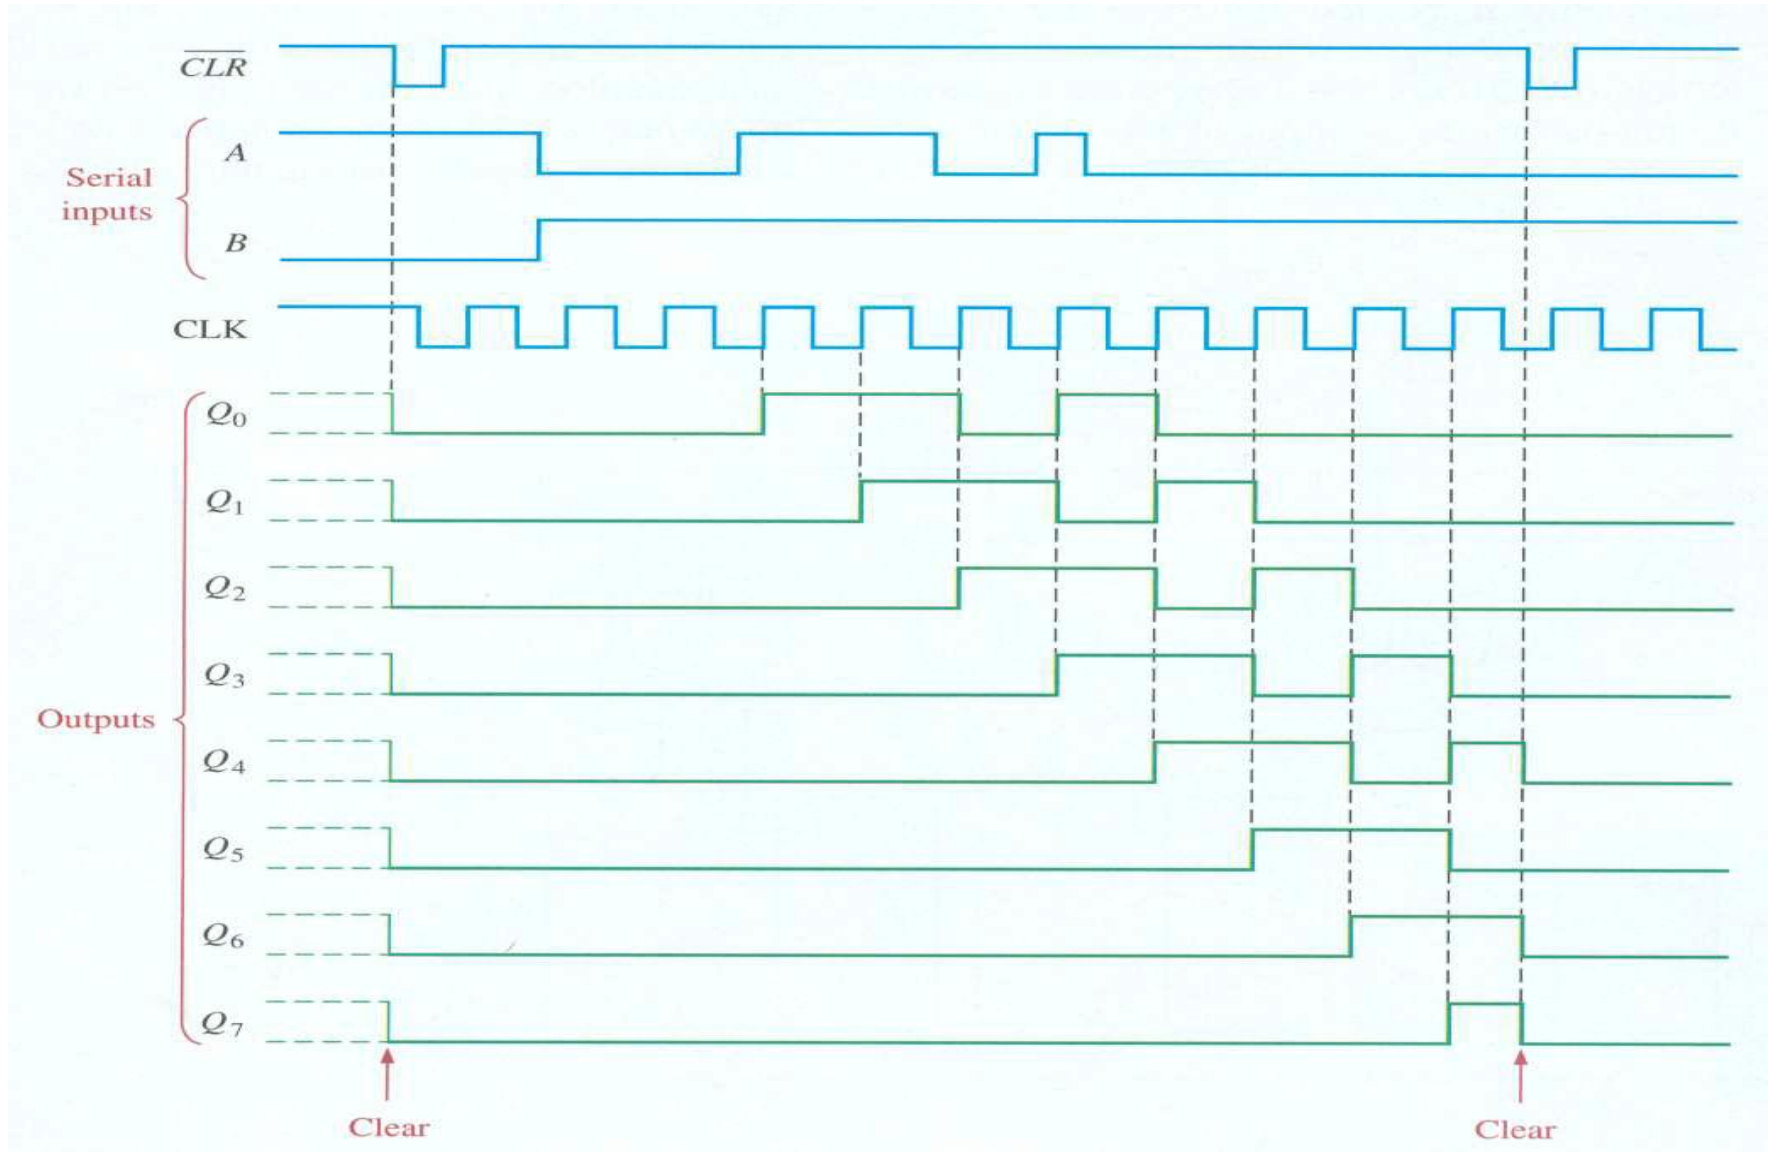 CLR
A
Serial
inputs
B
CLK
Q0
Q1
Q2
Q3
Outputs
Q4
Q5
Q6
Q7
Clear
Clear